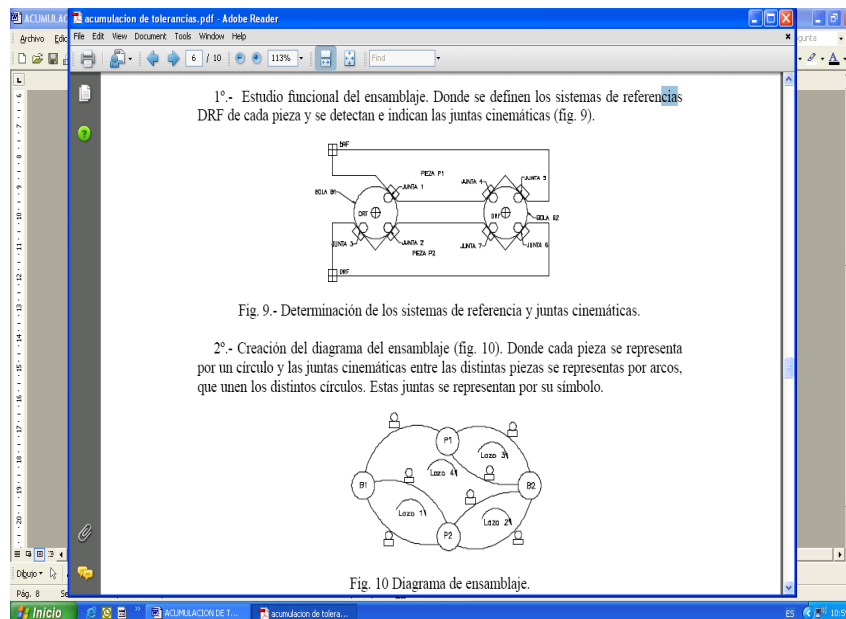 ACUMULAC
acumulacion de tolerancias.pdf - Adobe Reader
Archivo
File Edit View Document Tools Window Help
6 / 10
113%
Find
1º.- Estudio funcional del ensamblaje. Donde se definen los sistemas de referencias
DRF de cada pieza y se detectan e indican las juntas cinemáticas (fig. 9).
DRF
PIEZA P1
JUNTA 1
JUNTA 4
BOLA B1
DRF
DRF
BOLA B2
JUNTA 3
JUNTA 2
JUNTA 7
JUNTA 6
PIEZA P2
DRF
Fig. 9.- Determinación de los sistemas de referencia y juntas cinemáticas.
2º.- Creación del diagrama del ensamblaje (fig. 10). Donde cada pieza se representa
por un círculo y las juntas cinemáticas entre las distintas piezas se representas por arcos,
que unen los distintos círculos. Estas juntas se representan por su símbolo.
P1
Lazo 3
Lazo 4
B1
B2
Lazo 1
Lazo 2
P2
Fig. 10 Diagrama de ensamblaje.
Dibujo
Pág. 8
Inicio
ACUMULACION DE T...
acumulacion de tolera...
ES